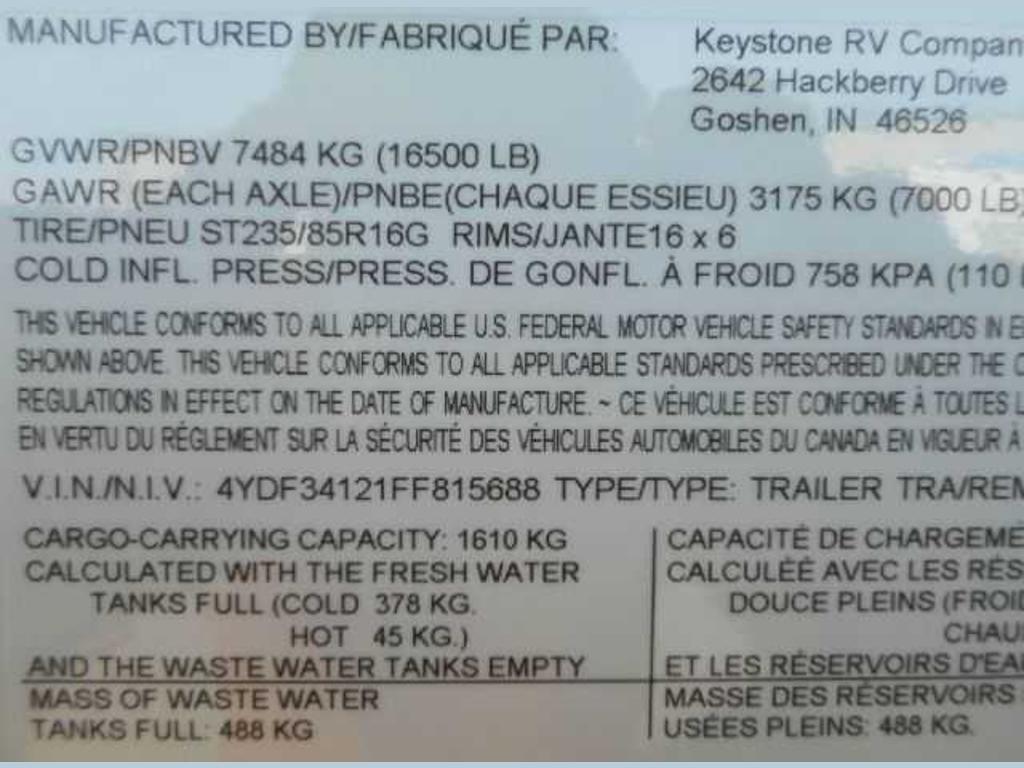 MANUFACTURED BY/FABRIQUÉ PAR: Keystone RV Compan
2642 Hackberry Drive
Goshen, IN 46526
GVWR/PNBV 7484 KG (16500 LB)
GAWR (EACH AXLE)/PNBE(CHAQUE ESSIEU) 3175 KG (7000 LB)
TIRE/PNEU ST235/85R16G RIMS/JANTE16 x 6
COLD INFL. PRESS/PRESS. DE GONFL. À FROID 758 KPA (110
THIS VEHICLE CONFORMS TO ALL APPLICABLE U.S. FEDERAL MOTOR VEHICLE SAFETY STANDARDS IN
SHOWN ABOVE. THIS VEHICLE CONFORMS TO ALL APPLICABLE STANDARDS PRESCRIBED UNDER THE
REGULATIONS IN EFFECT ON THE DATE OF MANUFACTURE. ~ CE VÉHICULE EST CONFORME À TOUTES
EN VERTU DU RÉGLEMENT SUR LA SÉCURITÉ DES VÉHICULES AUTOMOBILES DU CANADA EN VIGUEUR À
V.I.N./N.I.V.: 4YDF34121FF815688 TYPE/TYPE: TRAILER TRA/REM
CARGO-CARRYING CAPACITY: 1610 KG
CALCULATED WITH THE FRESH WATER
TANKS FULL (COLD 378 KG.
HOT 45 KG.)
AND THE WASTE WATER TANKS EMPTY
MASS OF WASTE WATER
TANKS FULL: 488 KG
CAPACITÉ DE CHARGEME
CALCULÉÉ AVEC LES RÉS
DOUCE PLEINS (FROID
CHAU
ET LES RÉSERVOIRS D'EAU
MASSE DES RÉSERVOIRS
USÉES PLEINS: 488 KG.